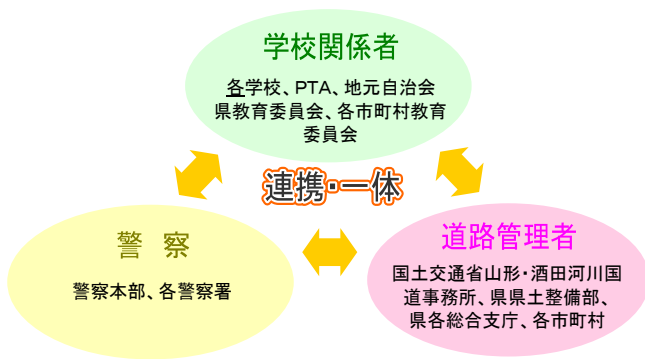 学校関係者
各学校、PTA、地元自治会
県教育委員会、各市町村教育
委員会
連携・一体
警 察
警察本部、各警察署
道路管理者
国土交通省山形・酒田河川国
道事務所、県県土整備部、
県各総合支庁、各市町村